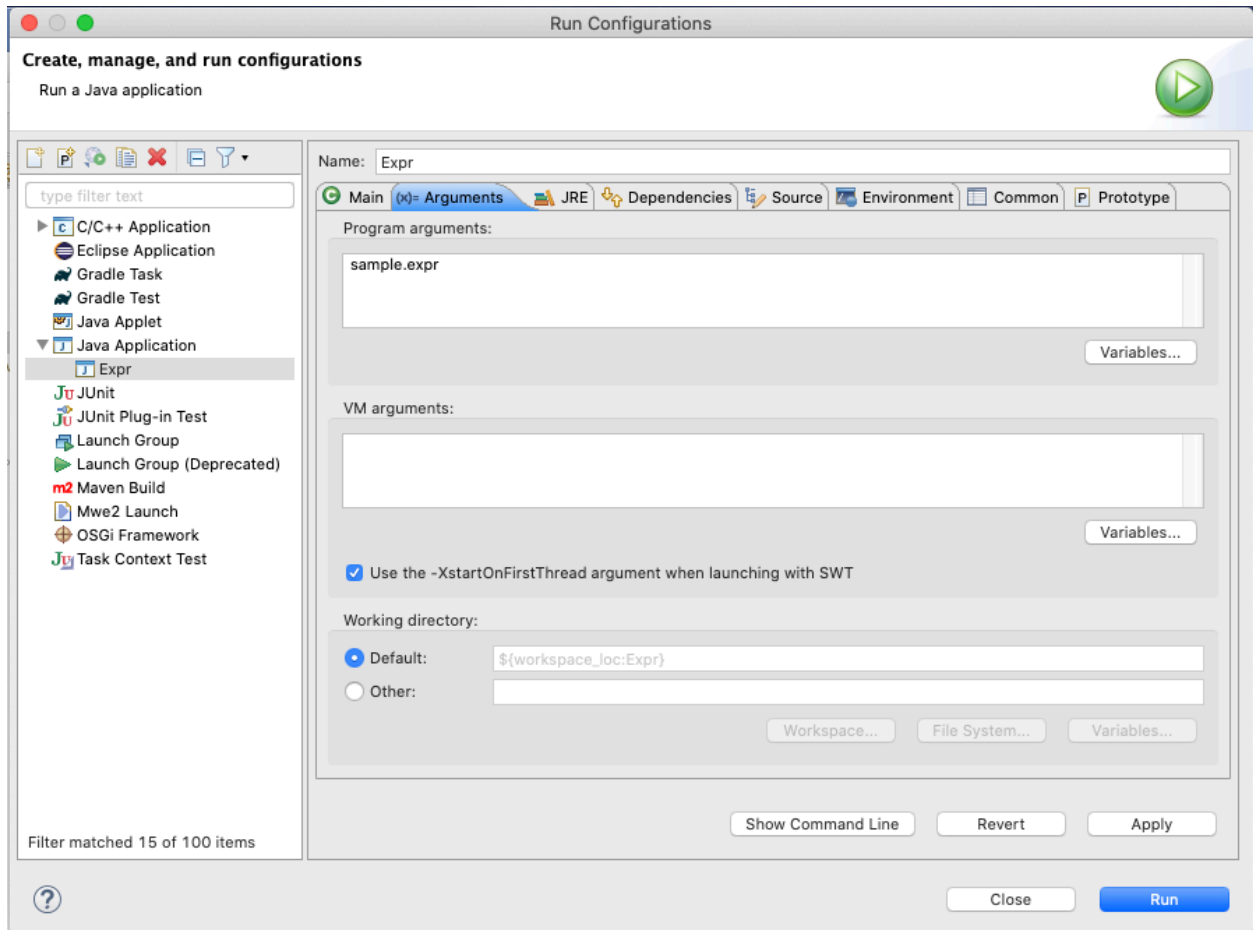 Run Configurations
Create, manage, and run configurations
Run a Java application
type filter text
C/C++ Application
Eclipse Application
Gradle Task
Gradle Test
Java Applet
Java Application
Expr
JUnit
JUnit Plug-in Test
Launch Group
Launch Group (Deprecated)
m2 Maven Build
Mwe2 Launch
OSGi Framework
Task Context Test
Filter matched 15 of 100 items
Name: Expr
Main (x)= Arguments JRE Dependencies Source Environment Common Prototype
Program arguments:
sample.expr
Variables...
VM arguments:
Variables...
Use the -XstartOnFirstThread argument when launching with SWT
Working directory:
Default: ${workspace_loc:Expr}
Other:
Workspace... File System... Variables...
Show Command Line Revert Apply
? Close Run